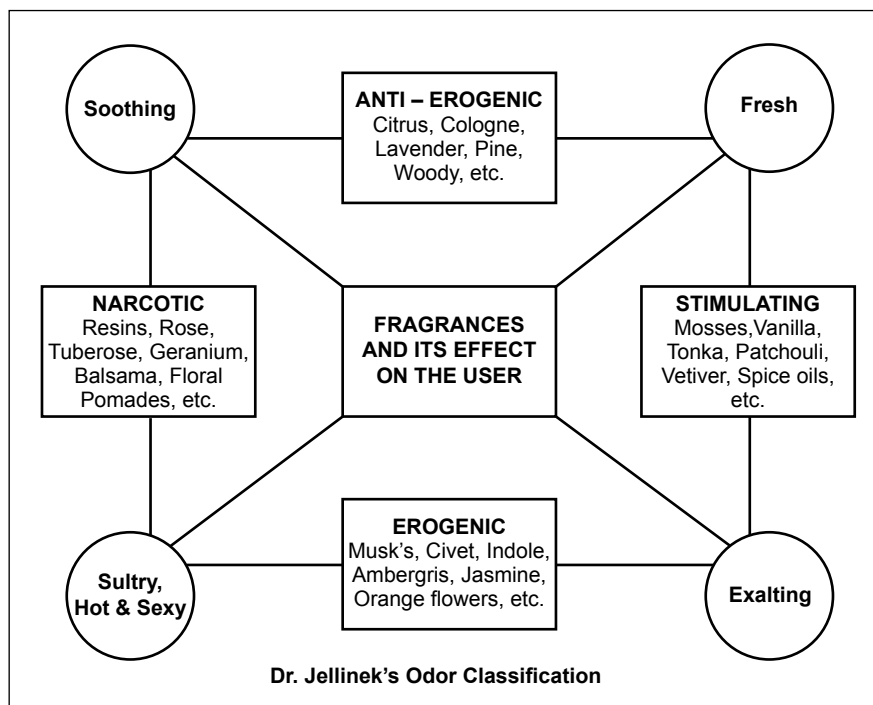 Soothing
ANTI – EROGENIC
Citrus, Cologne,
Lavender, Pine,
Woody, etc.
Fresh
NARCOTIC
Resins, Rose,
Tuberose, Geranium,
Balsama, Floral
Pomades, etc.
FRAGRANCES
AND ITS EFFECT
ON THE USER
STIMULATING
Mosses,Vanilla,
Tonka, Patchouli,
Vetiver, Spice oils,
etc.
Sultry,
Hot & Sexy
EROGENIC
Musk's, Civet, Indole,
Ambergris, Jasmine,
Orange flowers, etc.
Exalting
Dr. Jellinek's Odor Classification